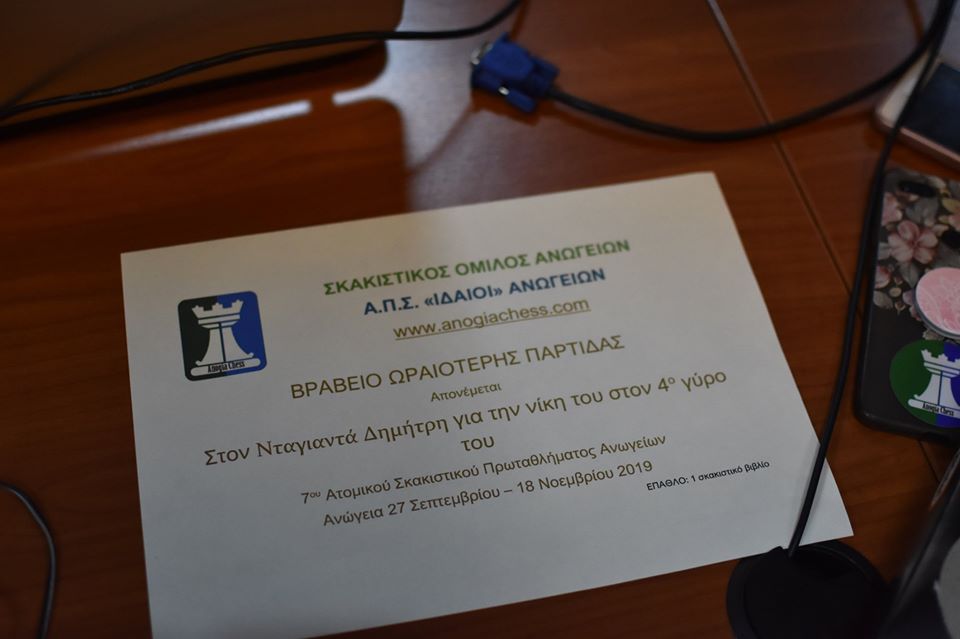 ΣΚΑΚΙΣΤΙΚΟΣ ΟΜΙΛΟΣ ΑΝΩΓΕΙΩΝ
Α.Π.Σ. «ΙΔΑΙΟΙ» ΑΝΩΓΕΙΩΝ
www.anogiachess.com
Anogia Chess
ΒΡΑΒΕΙΟ ΩΡΑΙΟΤΕΡΗΣ ΠΑΡΤΙΔΑΣ
Απονέμεται
Στον Νταγιαντά Δημήτρη για την νίκη του στον 4ο γύρο
του
7ου Ατομικού Σκακιστικού Πρωταθλήματος Ανωγείων
Ανώγεια 27 Σεπτεμβρίου – 18 Νοεμβρίου 2019
ΕΠΑΘΛΟ: 1 σκακιστικό βιβλίο
Anogia Chess